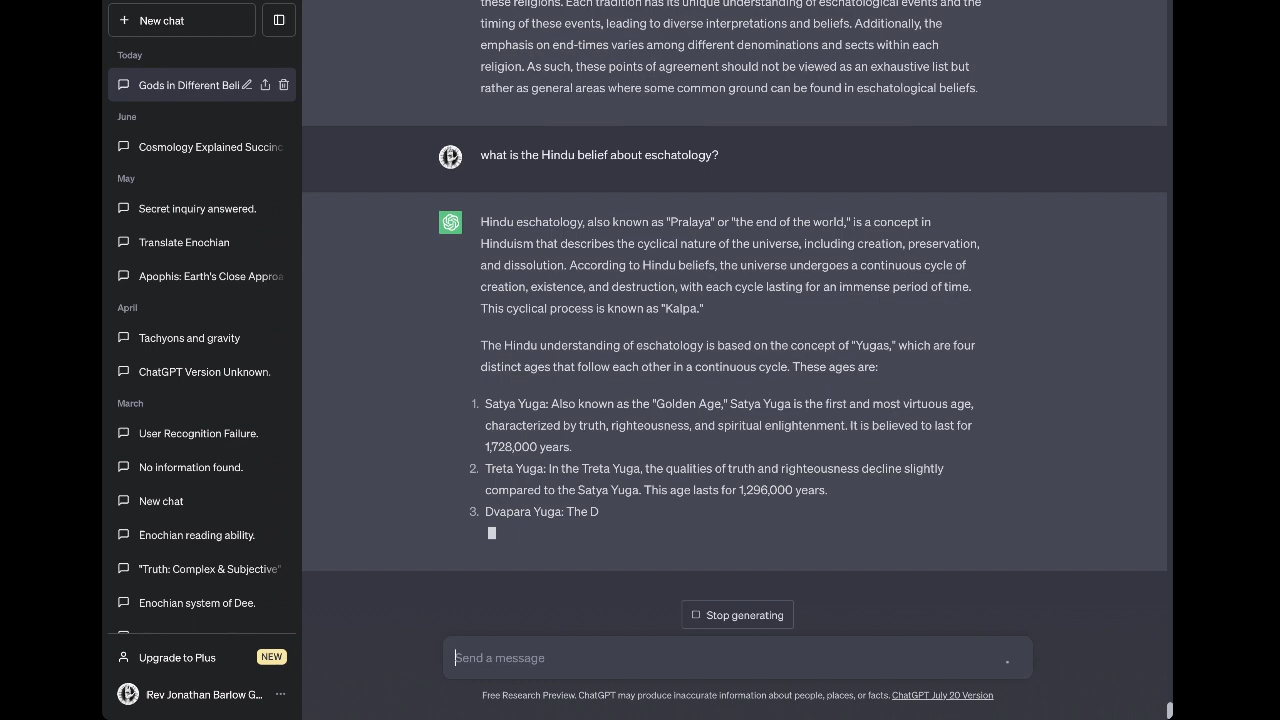 New chat
Today
Gods in Different Beli
June
Cosmology Explained Succinc
May
Secret inquiry answered.
Translate Enochian
Apophis: Earth's Close Approa
April
Tachyons and gravity
ChatGPT Version Unknown.
March
User Recognition Failure.
No information found.
New chat
Enochian reading ability.
"Truth: Complex & Subjective"
Enochian system of Dee.
Upgrade to Plus NEW
Rev Jonathan Barlow G...
these religions. Each tradition has its unique understanding of eschatological events and the
timing of these events, leading to diverse interpretations and beliefs. Additionally, the
emphasis on end-times varies among different denominations and sects within each
religion. As such, these points of agreement should not be viewed as an exhaustive list but
rather as general areas where some common ground can be found in eschatological beliefs.
what is the Hindu belief about eschatology?
Hindu eschatology, also known as "Pralaya" or "the end of the world," is a concept in
Hinduism that describes the cyclical nature of the universe, including creation, preservation,
and dissolution. According to Hindu beliefs, the universe undergoes a continuous cycle of
creation, existence, and destruction, with each cycle lasting for an immense period of time.
This cyclical process is known as "Kalpa."
The Hindu understanding of eschatology is based on the concept of "Yugas," which are four
distinct ages that follow each other in a continuous cycle. These ages are:
1. Satya Yuga: Also known as the "Golden Age," Satya Yuga is the first and most virtuous age,
characterized by truth, righteousness, and spiritual enlightenment. It is believed to last for
1,728,000 years.
2. Treta Yuga: In the Treta Yuga, the qualities of truth and righteousness decline slightly
compared to the Satya Yuga. This age lasts for 1,296,000 years.
3. Dvapara Yuga: The D
Stop generating
Send a message
Free Research Preview. ChatGPT may produce inaccurate information about people, places, or facts. ChatGPT July 20 Version